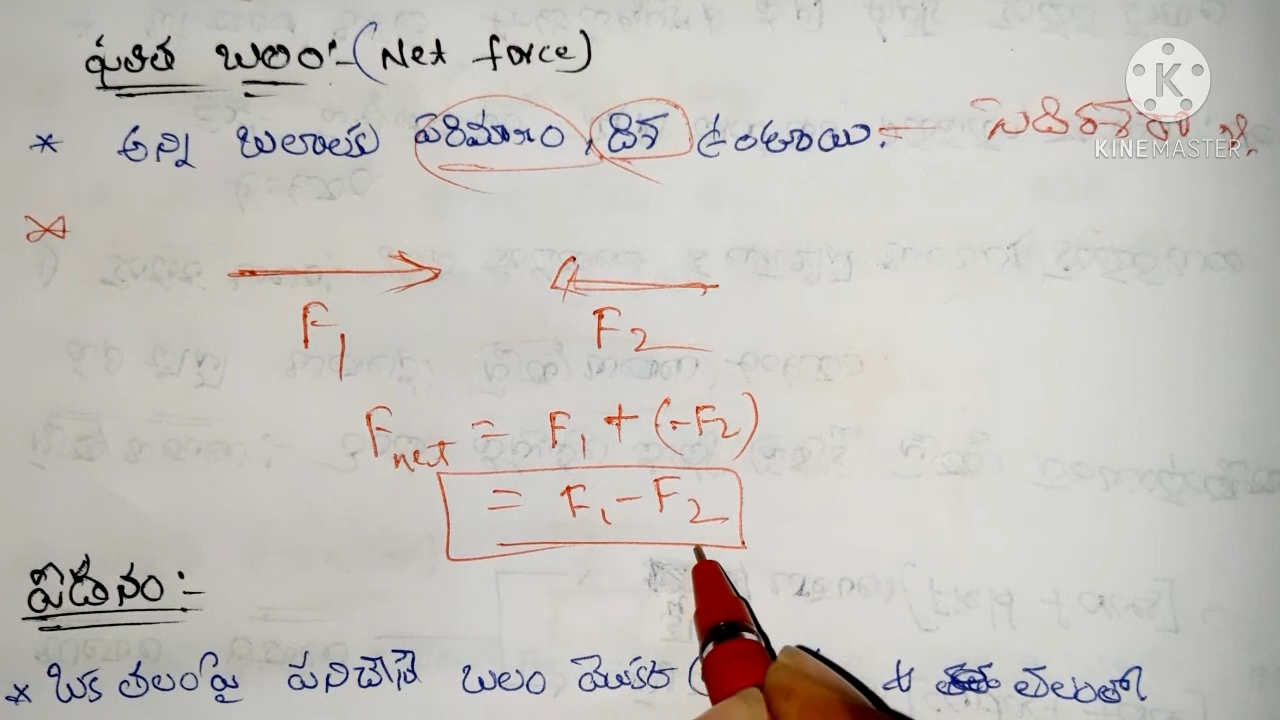 ఫలిత బలం :- (Net force)
* అన్ని బలాలకు పరిమాణం, దిశ ఉంటాయి. -
K
KINEMASTER
*
F₁ F₂
Fnet = F₁ + (-F₂)
= F₁ - F₂
పీడనం :-
* ఒక తలంపై పనిచేసే బలం యొక్క తలంతో